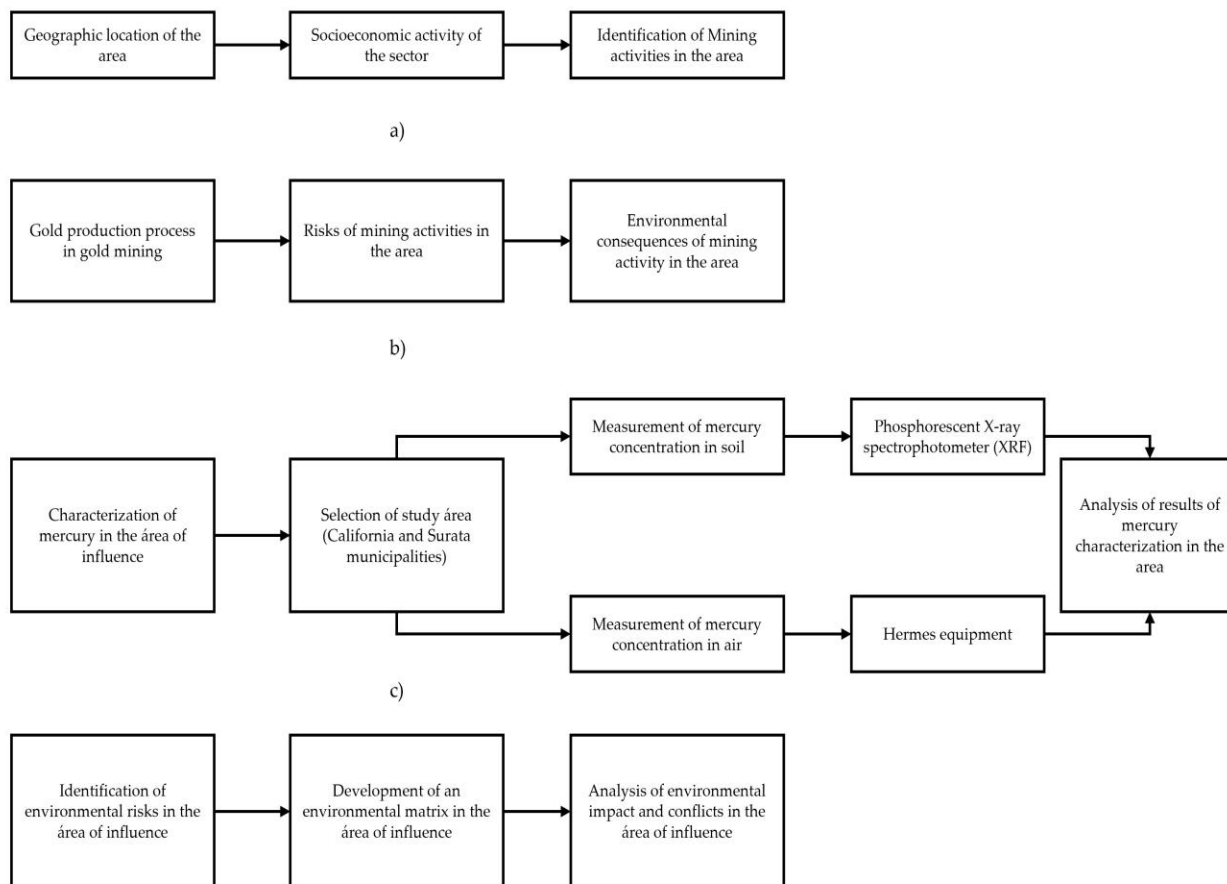 Geographic location of the
area
Socioeconomic activity of
the sector
Identification of Mining
activities in the area
a)
Gold production process
in gold mining
Risks of mining activities in
the area
Environmental
consequences of mining
activity in the area
b)
Characterization of
mercury in the área of
influence
Selection of study área
(California and Surata
municipalities)
Measurement of mercury
concentration in soil
Phosphorescent X-ray
spectrophotometer (XRF)
Measurement of mercury
concentration in air
Hermes equipment
Analysis of results of
mercury
characterization in the
area
c)
Identification of
environmental risks in the
área of influence
Development of an
environmental matrix in the
área of influence
Analysis of environmental
impact and conflicts in the
área of influence